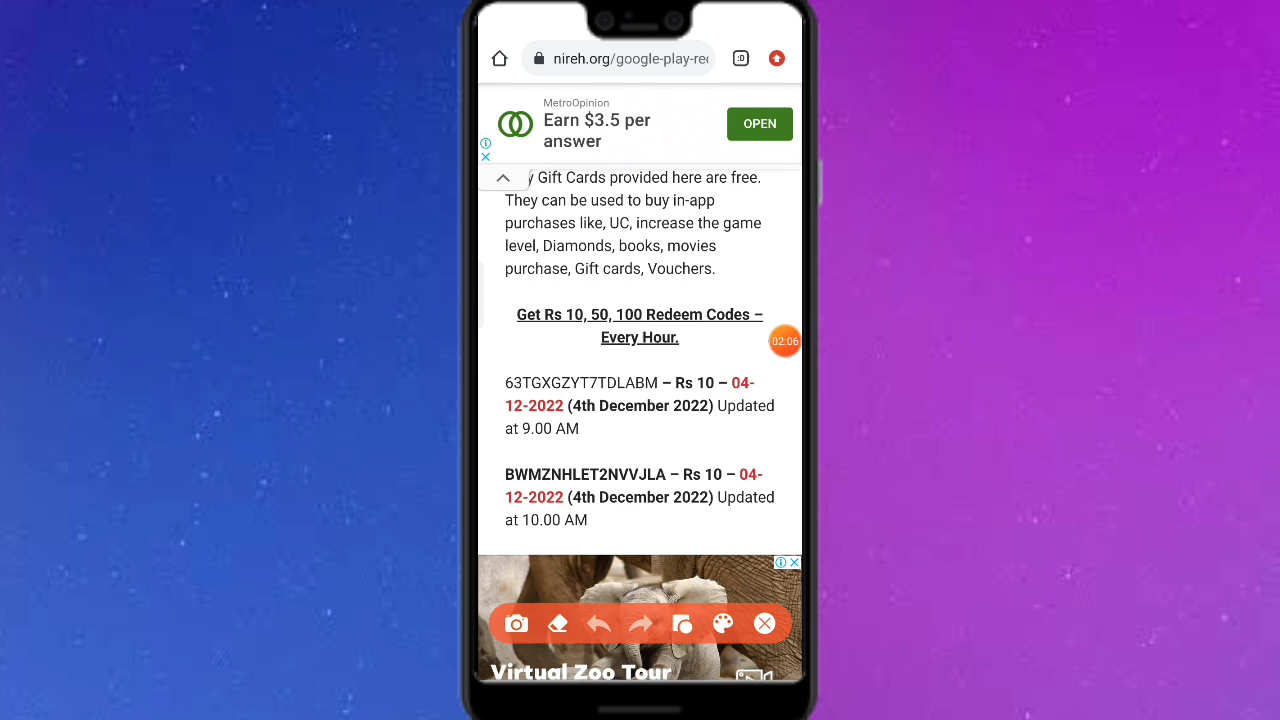 nireh.org/google-play-rec
:D
MetroOpinion
Earn $3.5 per
answer
OPEN
y Gift Cards provided here are free.
They can be used to buy in-app
purchases like, UC, increase the game
level, Diamonds, books, movies
purchase, Gift cards, Vouchers.
Get Rs 10, 50, 100 Redeem Codes –
Every Hour.
02:06
63TGXGZYT7TDLABM – Rs 10 – 04-
12-2022 (4th December 2022) Updated
at 9.00 AM
BWMZNHLET2NVVJLA – Rs 10 – 04-
12-2022 (4th December 2022) Updated
at 10.00 AM
Virtual Zoo Tour